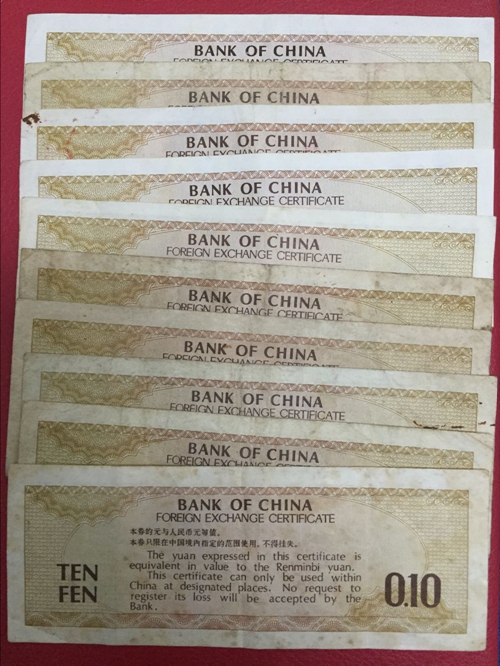 BANK OF CHINA
FOREIGN EXCHANGE CERTIFICATE
BANK OF CHINA
BANK OF CHINA
FOREIGN EXCHANGE CERTIFICATE
BANK OF CHINA
FOREIGN EXCHANGE CERTIFICATE
BANK OF CHINA
FOREIGN EXCHANGE CERTIFICATE
BANK OF CHINA
FOREIGN EXCHANGE CERTIFICATE
BANK OF CHINA
FOREIGN EXCHANGE CERTIFICATE
BANK OF CHINA
FOREIGN EXCHANGE CERTIFICATE
BANK OF CHINA
FOREIGN EXCHANGE CERTIFICATE
BANK OF CHINA
FOREIGN EXCHANGE CERTIFICATE
本券的元与人民币元等值。
本券只限在中国境内指定的范围使用,不得挂失。
The yuan expressed in this certificate is
equivalent in value to the Renminbi yuan.
This certificate can only be used within
China at designated places. No request to
register its loss will be accepted by the
Bank.
TEN
FEN
0.10